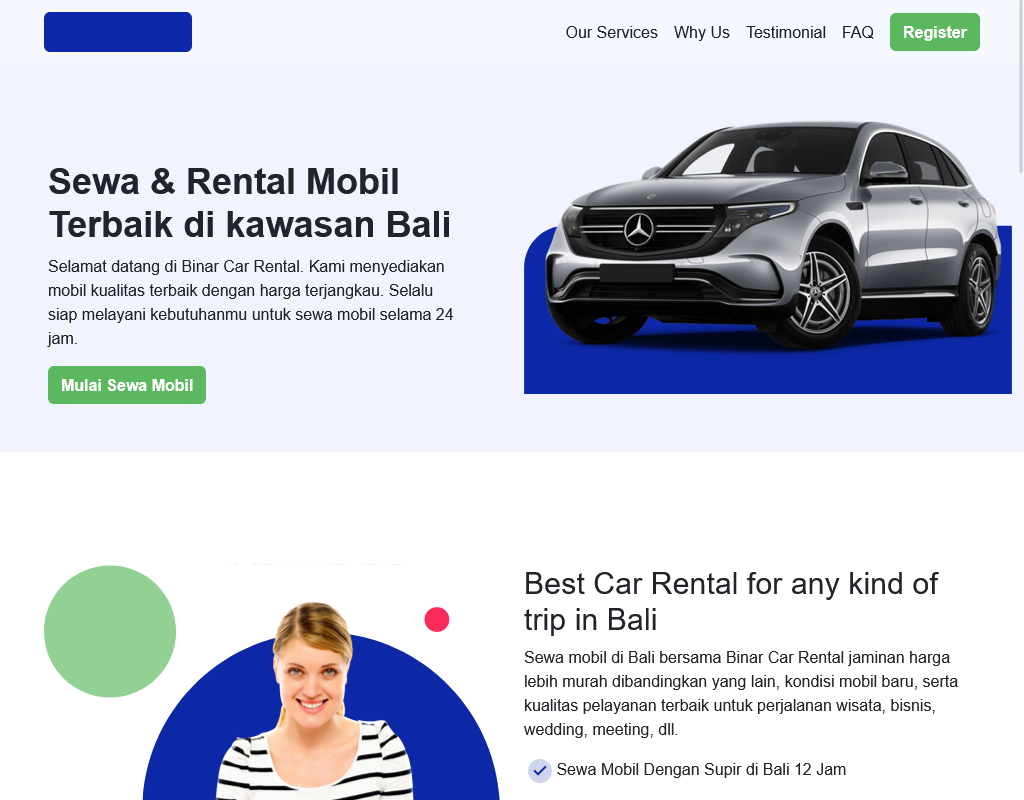 Our Services Why Us Testimonial FAQ Register
Sewa & Rental Mobil
Terbaik di kawasan Bali
Selamat datang di Binar Car Rental. Kami menyediakan
mobil kualitas terbaik dengan harga terjangkau. Selalu
siap melayani kebutuhanmu untuk sewa mobil selama 24
jam.
Mulai Sewa Mobil
Best Car Rental for any kind of
trip in Bali
Sewa mobil di Bali bersama Binar Car Rental jaminan harga
lebih murah dibandingkan yang lain, kondisi mobil baru, serta
kualitas pelayanan terbaik untuk perjalanan wisata, bisnis,
wedding, meeting, dll.
Sewa Mobil Dengan Supir di Bali 12 Jam